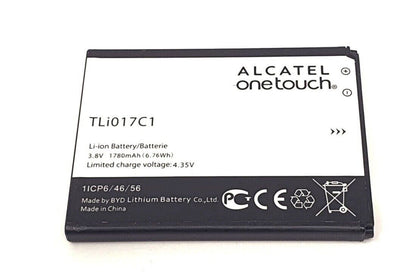 ALCATEL
onetouch
TLi017C1
Li-ion Battery/Batterie
3.8V 1780mAh(6.76Wh)
Limited charge voltage: 4.35V
>>>
1ICP6/46/56
Made by BYD Lithium Battery Co., Ltd
Made in China